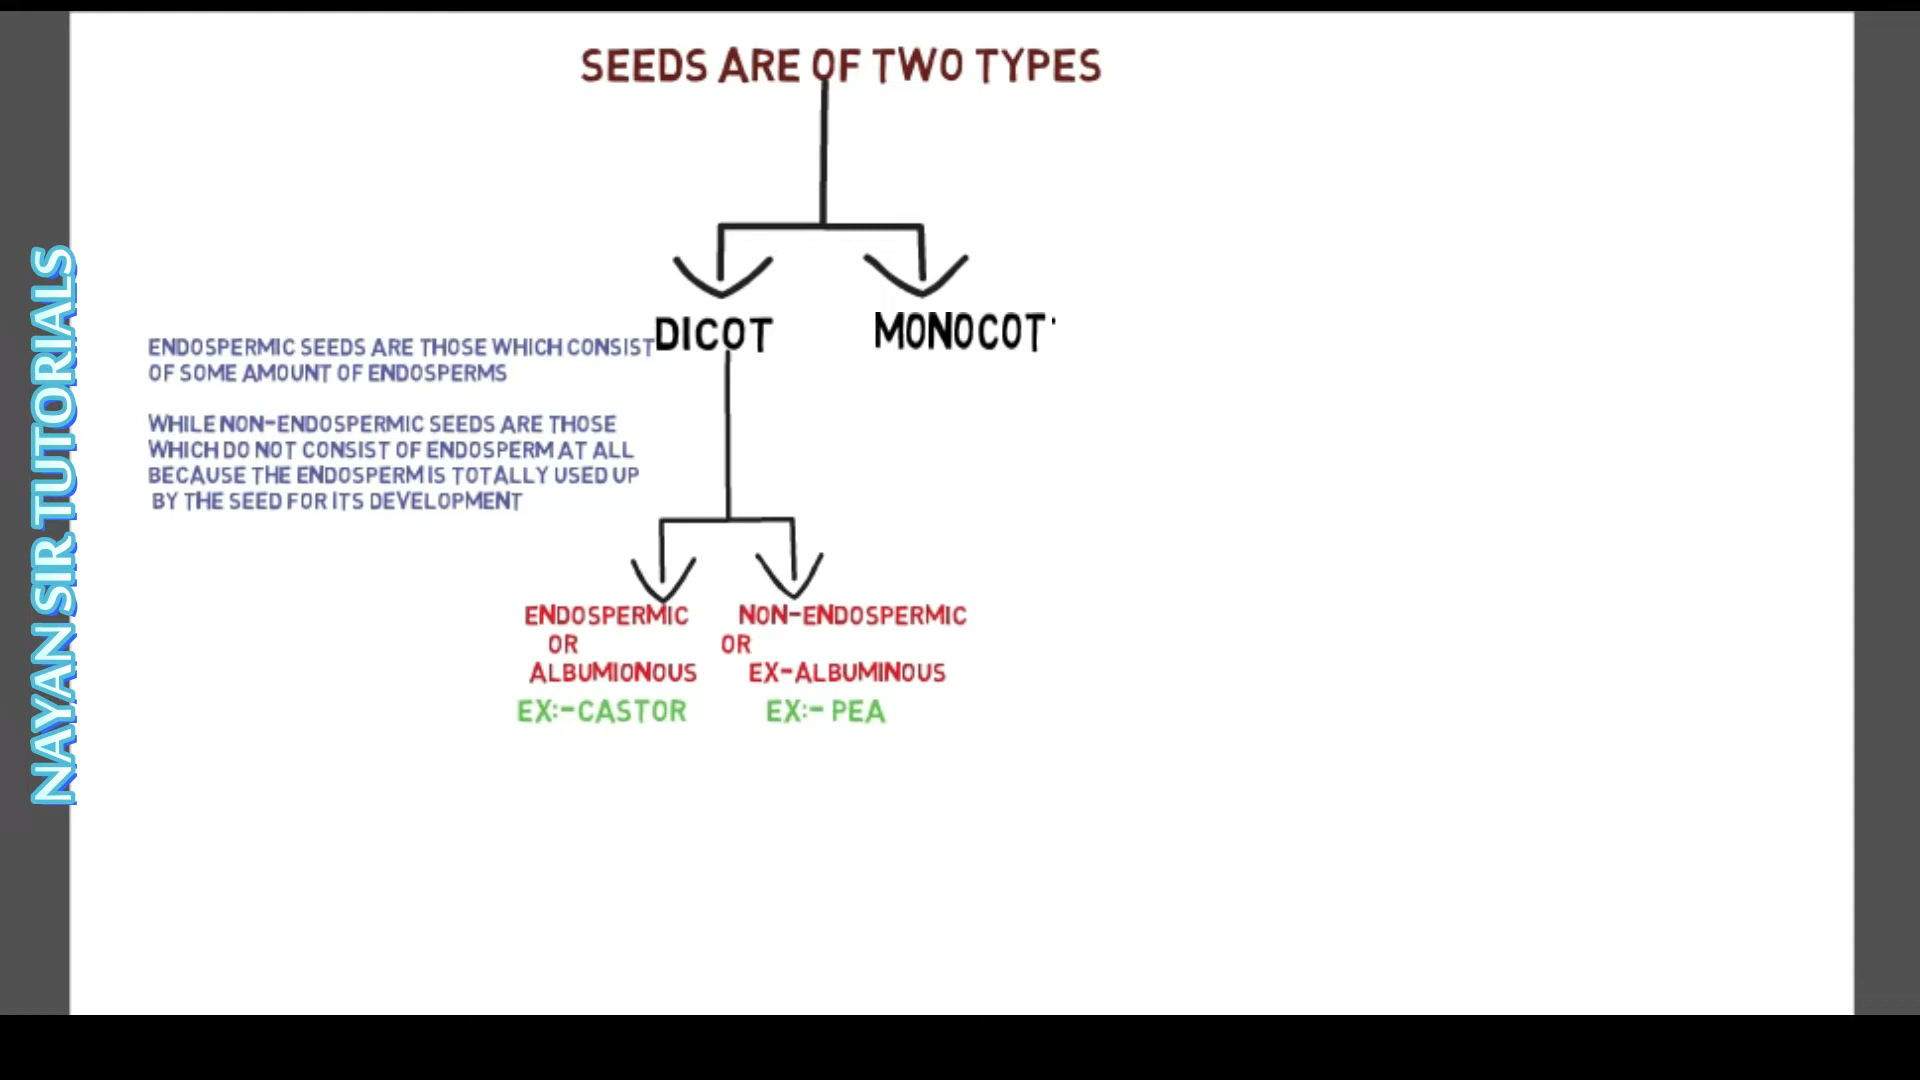 SEEDS ARE OF TWO TYPES
DICOT
MONOCOT
ENDOSPERMIC SEEDS ARE THOSE WHICH CONSIST
OF SOME AMOUNT OF ENDOSPERMS
WHILE NON-ENDOSPERMIC SEEDS ARE THOSE
WHICH DO NOT CONSIST OF ENDOSPERM AT ALL
BECAUSE THE ENDOSPERM IS TOTALLY USED UP
BY THE SEED FOR ITS DEVELOPMENT
ENDOSPERMIC
OR
ALBUMIONOUS
EX:-CASTOR
NON-ENDOSPERMIC
OR
EX-ALBUMINOUS
EX:- PEA
NAYAN SIR TUTORIALS